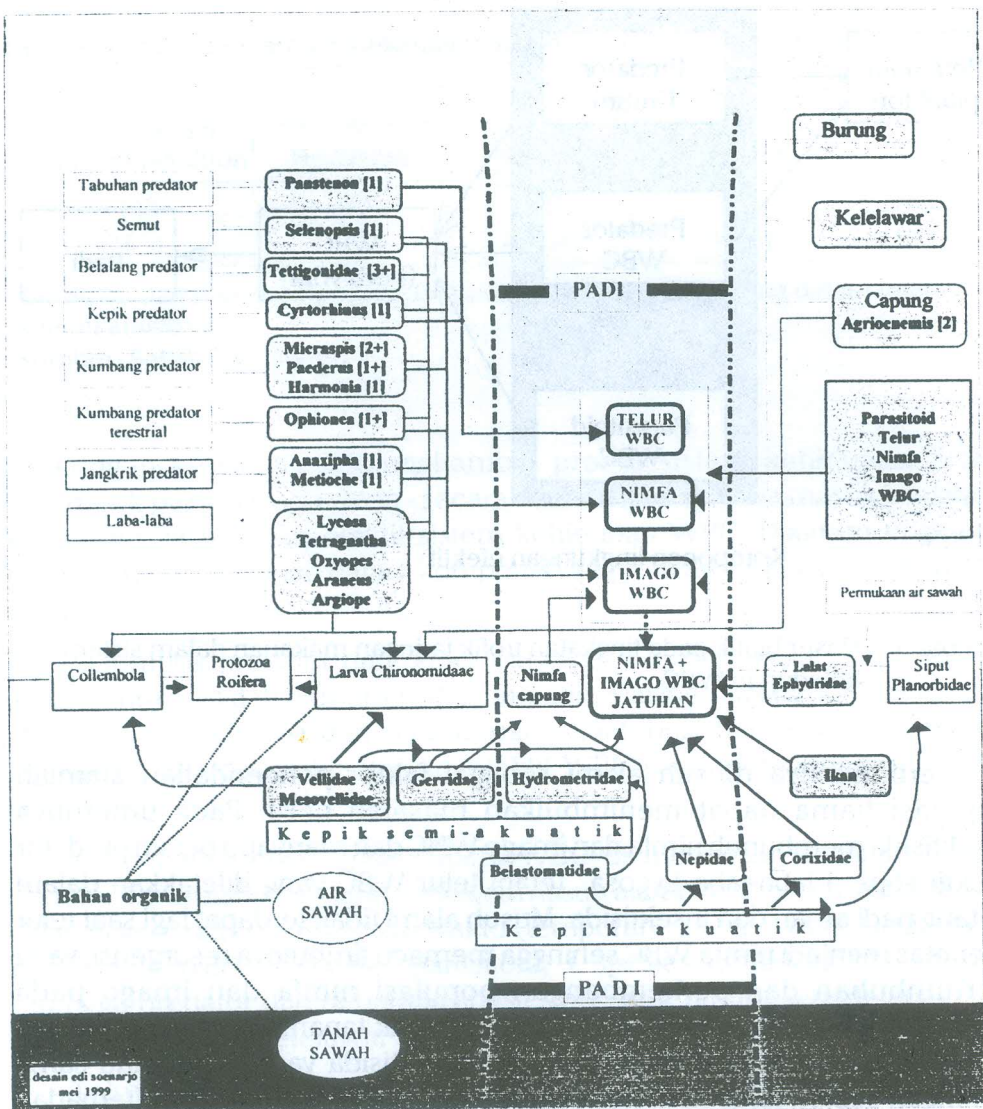 Burung
Tabuhan predator
Panstenon [1]
Semut
Selenopsis [1]
Kelelawar
Belalang predator
Tettigonidae [3+]
PADI
Kepik predator
Cyrtorhinus [1]
Capung
Agriocnemis [2]
Kumbang predator
Micraspis [2+]
Paederus [1+]
Harmonia [1]
Kumbang predator
terestrial
Ophionea [1+]
TELUR
WBC
Parasitoid
Telur
Nimfa
Imago
WBC
Jangkrik predator
Anaxipha [1]
Metioche [1]
NIMFA
WBC
Laba-laba
Lycosa
Tetragnatha
Oxyopes
Araneus
Argiope
IMAGO
WBC
Permukaan air sawah
Collembola
Protozoa
Roifera
Larva Chironomidaae
Nimfa
capung
NIMFA +
IMAGO WBC
JATUHAN
Lalat
Ephydridae
Siput
Planorbidae
Vellidae
Mesovellidae
Gerridae
Hydrometridae
Ikan
Kepik semi-akuatik
Belastomatidae
Nepidae
Corixidae
Bahan organik
AIR
SAWAH
Kepik akuatik
PADI
TANAH
SAWAH
desain edi soenarjo
mei 1999